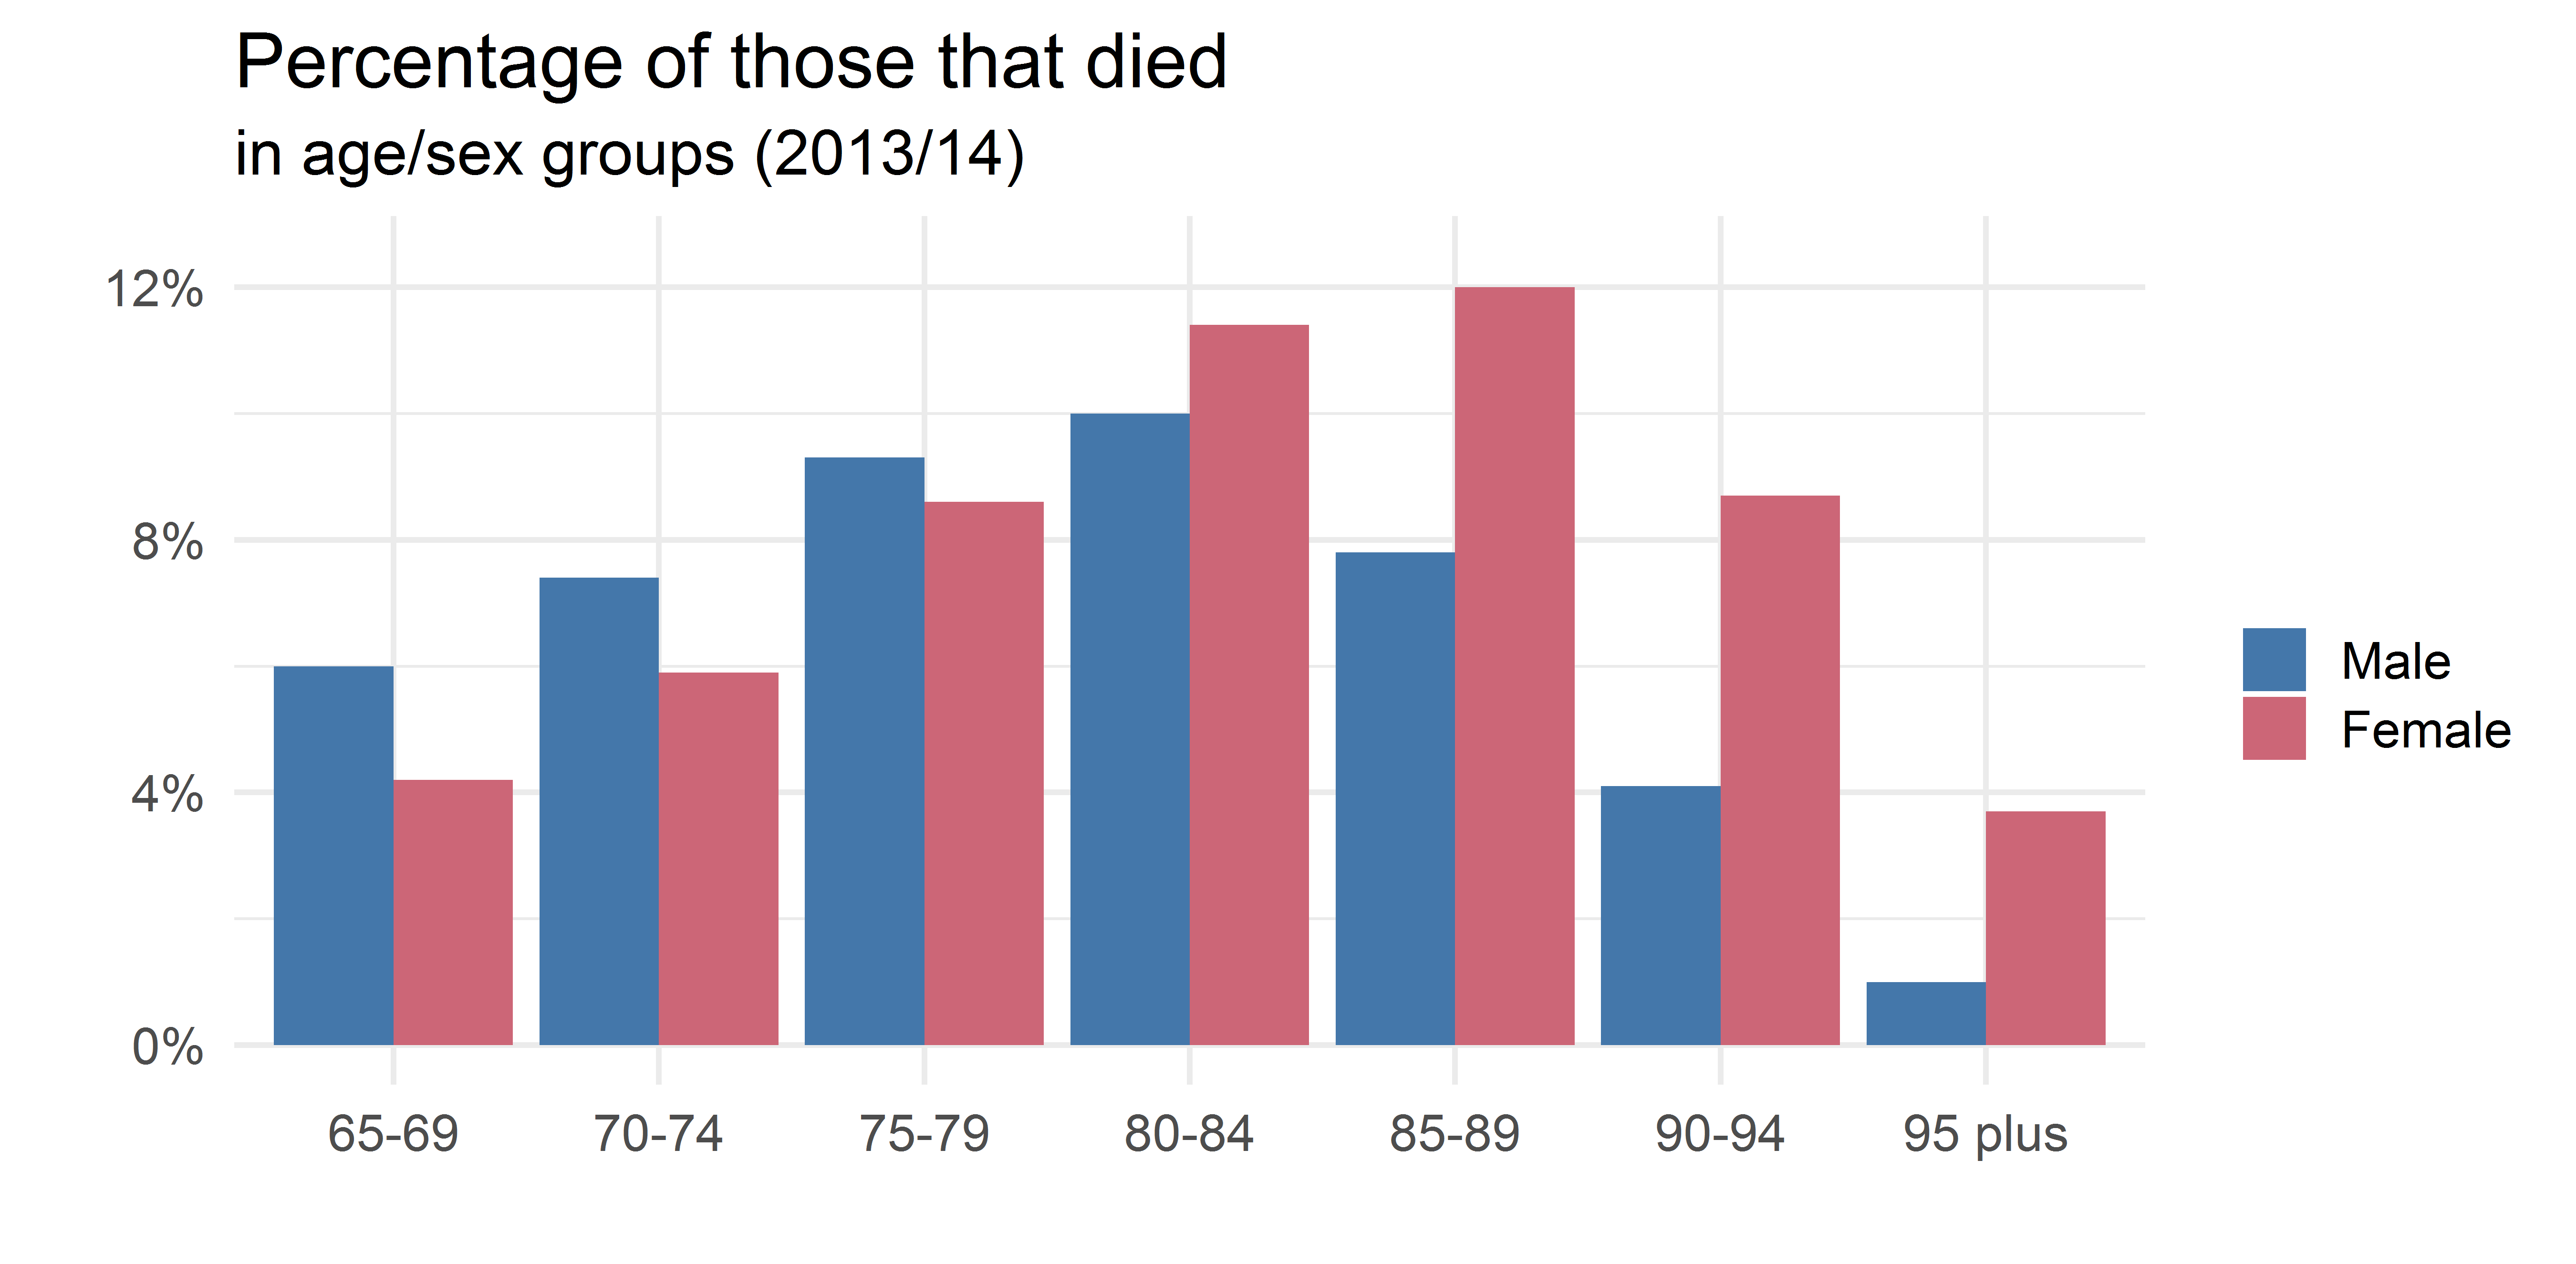 Percentage of those that died
in age/sex groups (2013/14)
12%
8%
4%
0%
65-69 70-74 75-79 80-84 85-89 90-94 95 plus
Male
Female